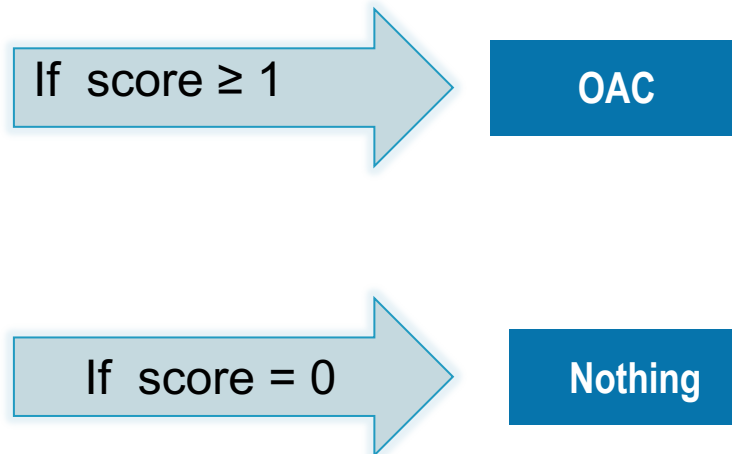 If score ≥ 1
OAC
If score = 0
Nothing